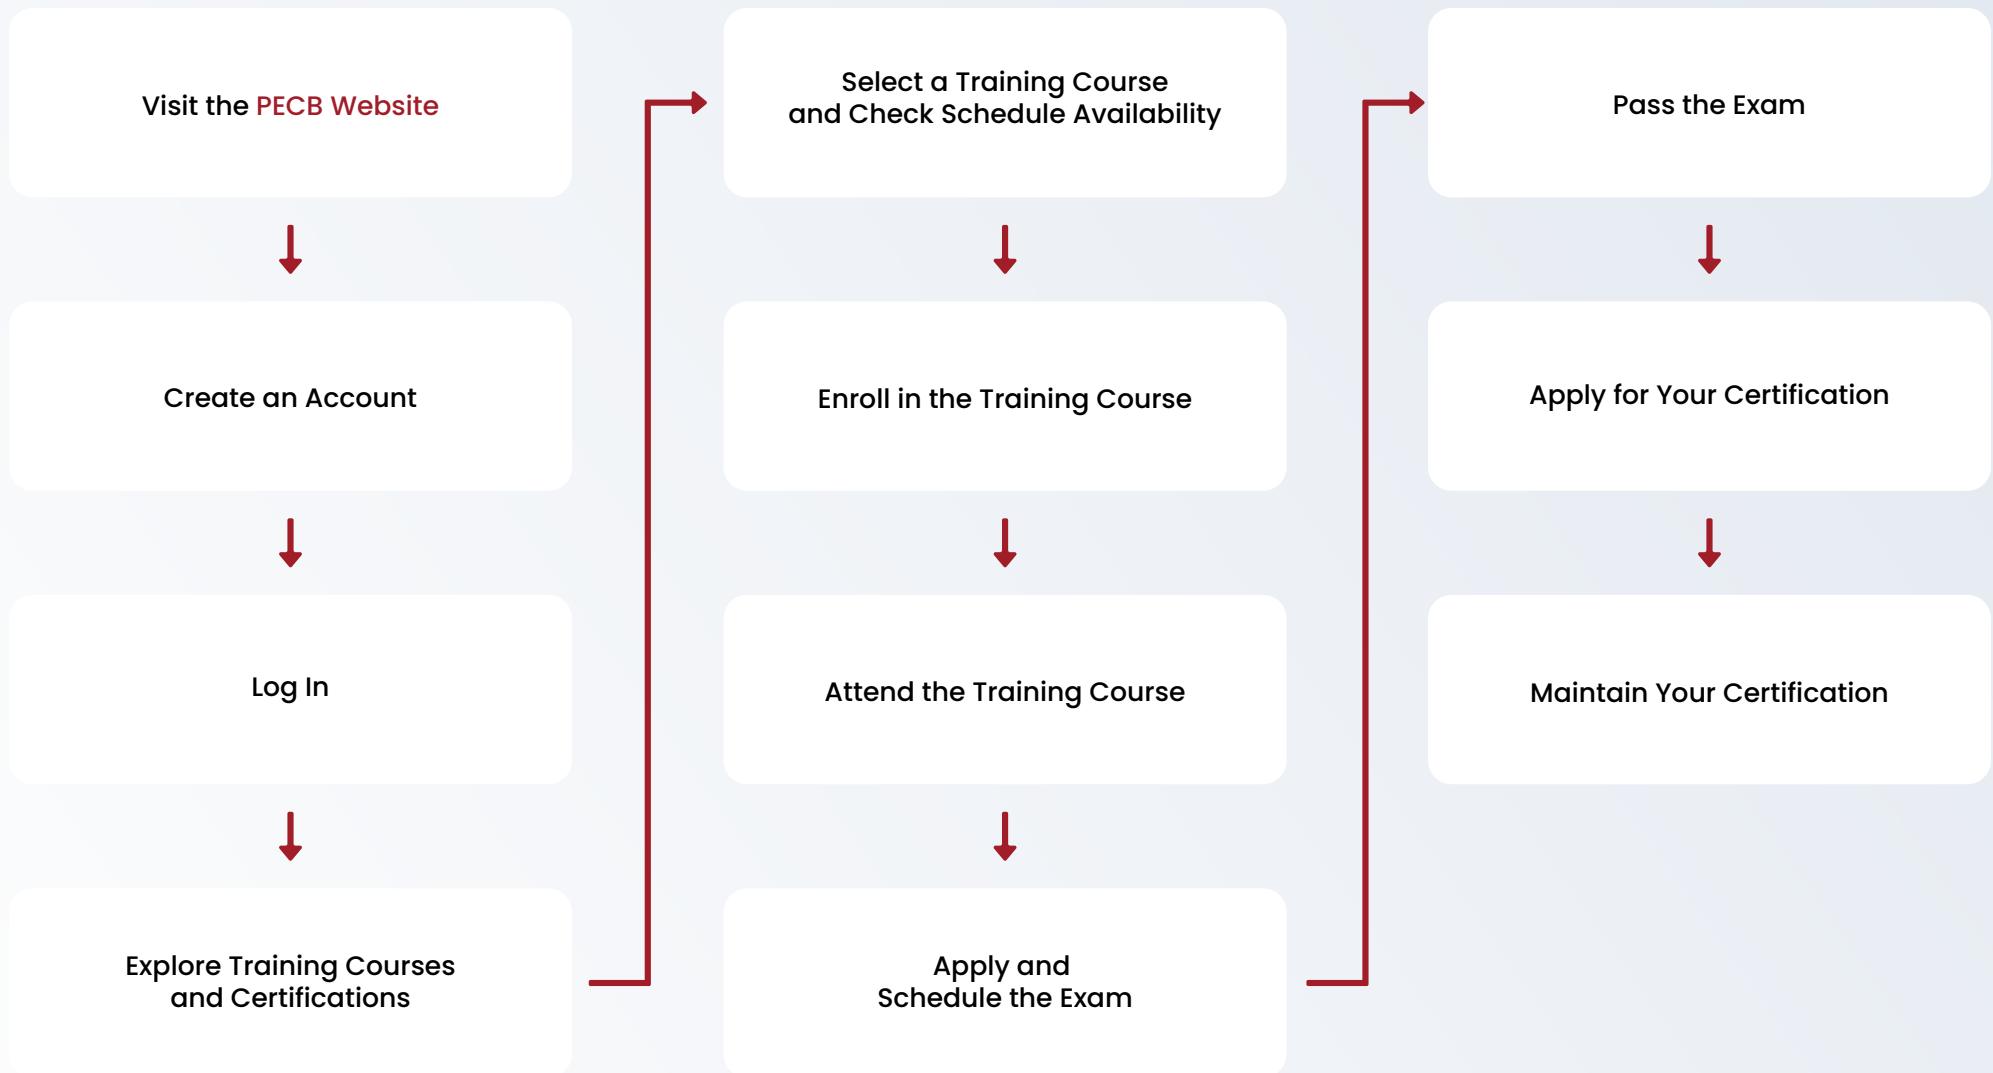 Visit the PECB Website
Create an Account
Log In
Explore Training Courses
and Certifications
Select a Training Course
and Check Schedule Availability
Enroll in the Training Course
Attend the Training Course
Apply and
Schedule the Exam
Pass the Exam
Apply for Your Certification
Maintain Your Certification